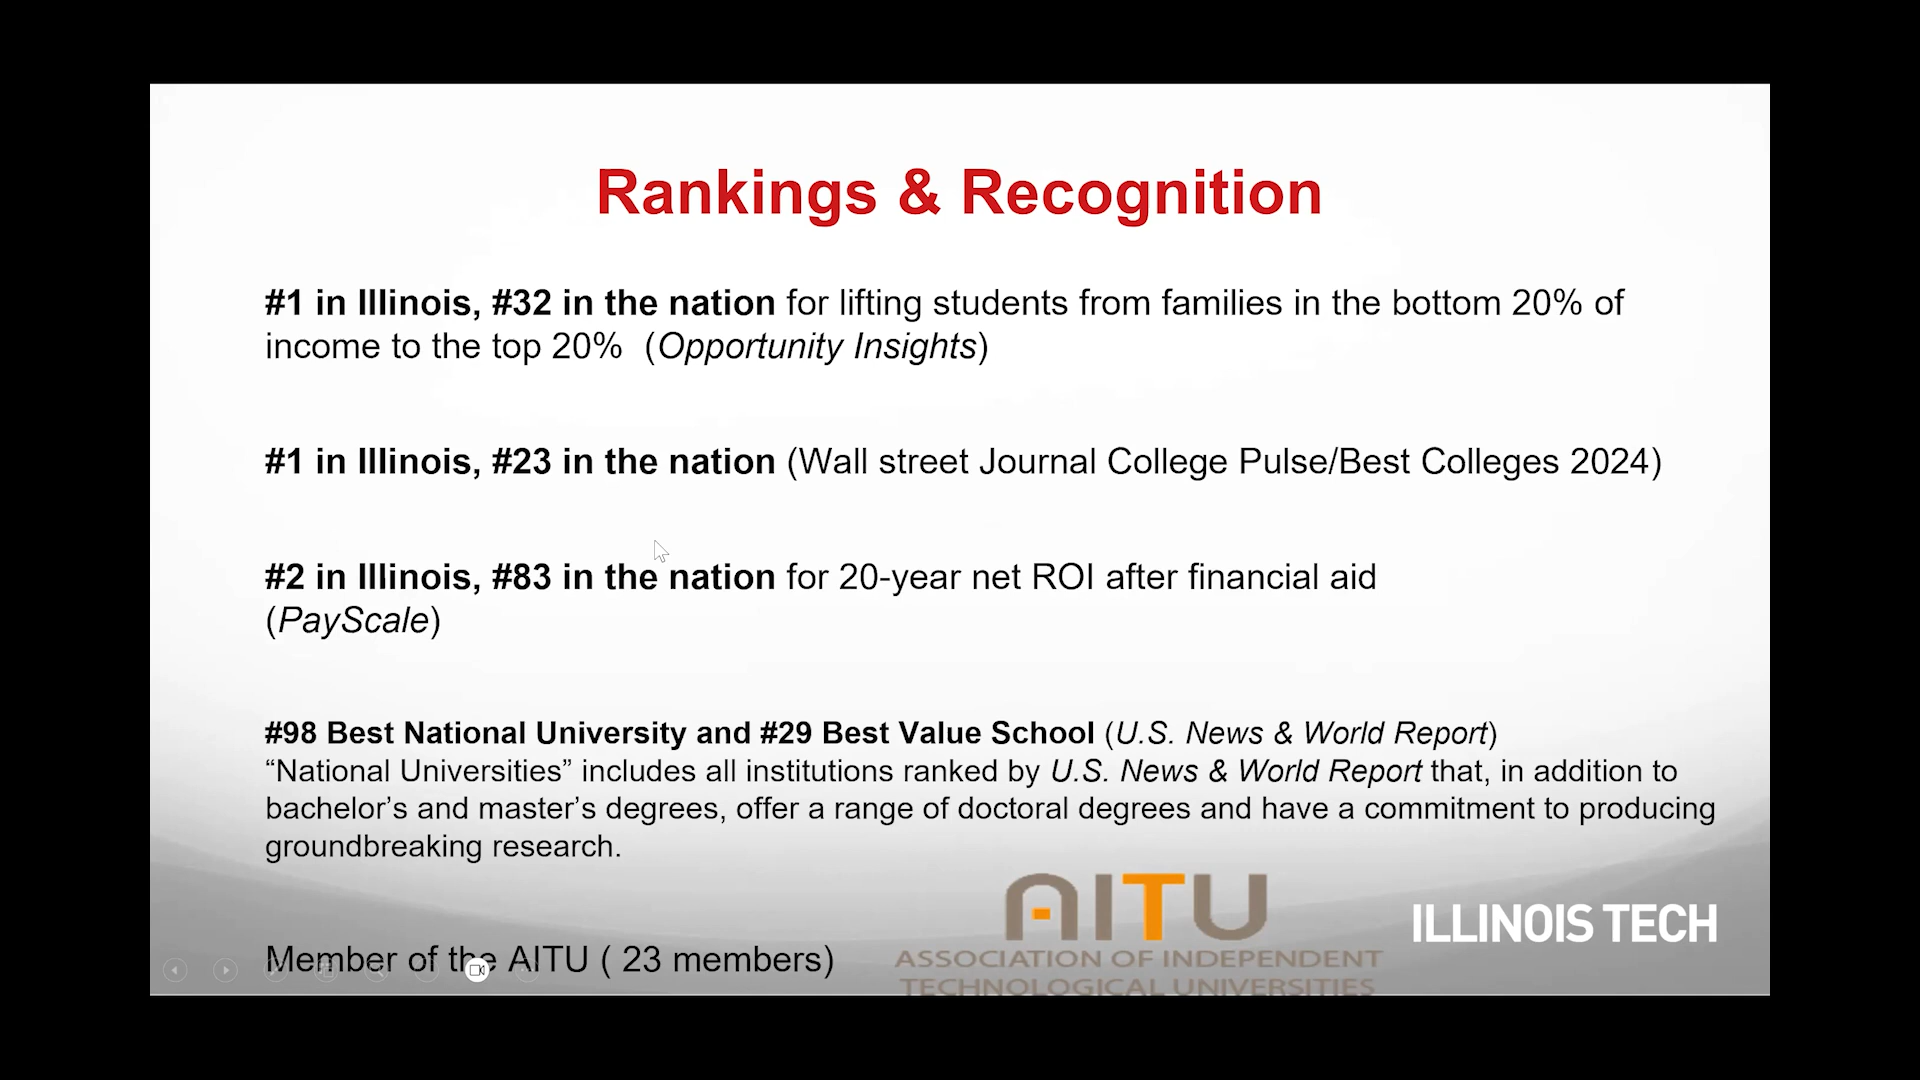 Rankings & Recognition
#1 in Illinois, #32 in the nation for lifting students from families in the bottom 20% of
income to the top 20%  (Opportunity Insights)
#1 in Illinois, #23 in the nation (Wall street Journal College Pulse/Best Colleges 2024)
#2 in Illinois, #83 in the nation for 20-year net ROI after financial aid
(PayScale)
#98 Best National University and #29 Best Value School (U.S. News & World Report)
“National Universities” includes all institutions ranked by U.S. News & World Report that, in addition to
bachelor’s and master’s degrees, offer a range of doctoral degrees and have a commitment to producing
groundbreaking research.
Member of the AITU ( 23 members)
AITU
ASSOCIATION OF INDEPENDENT
TECHNOLOGICAL UNIVERSITIES
ILLINOIS TECH